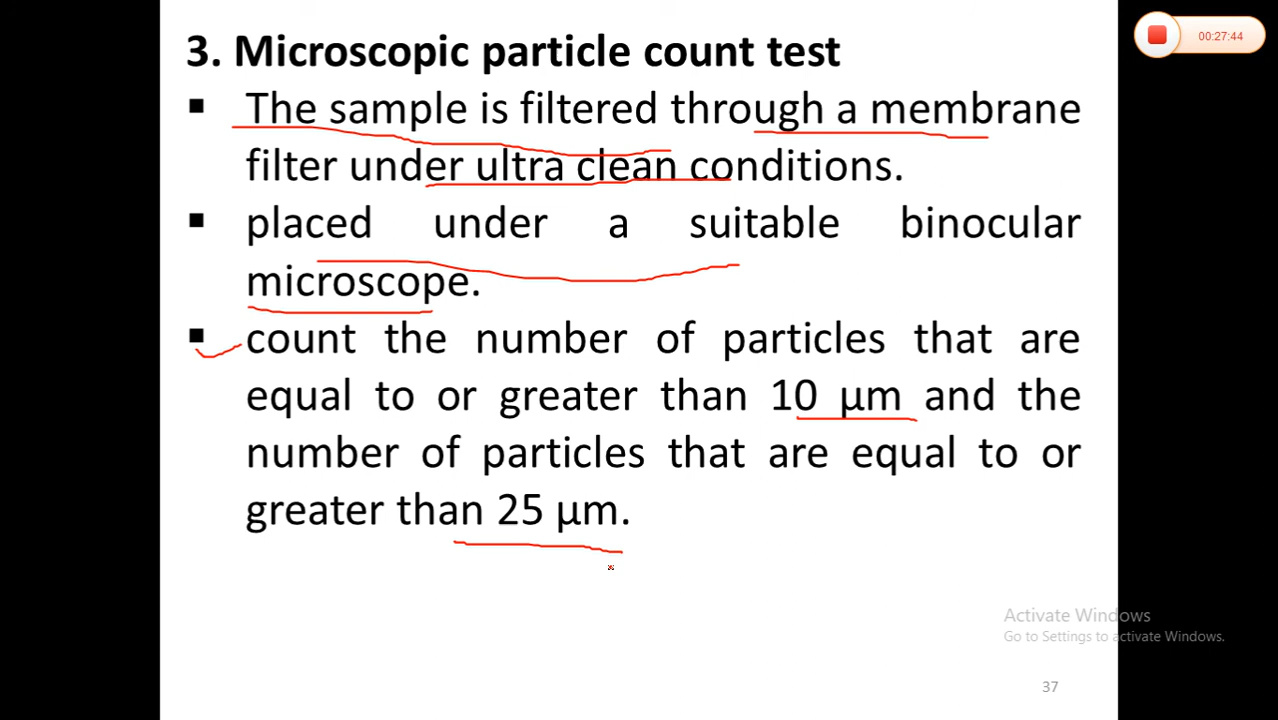 3. Microscopic particle count test
00:27:44
▪ The sample is filtered through a membrane
filter under ultra clean conditions.
▪ placed under a suitable binocular
microscope.
▪ count the number of particles that are
equal to or greater than 10 µm and the
number of particles that are equal to or
greater than 25 µm.
Activate Windows
Go to Settings to activate Windows.
37